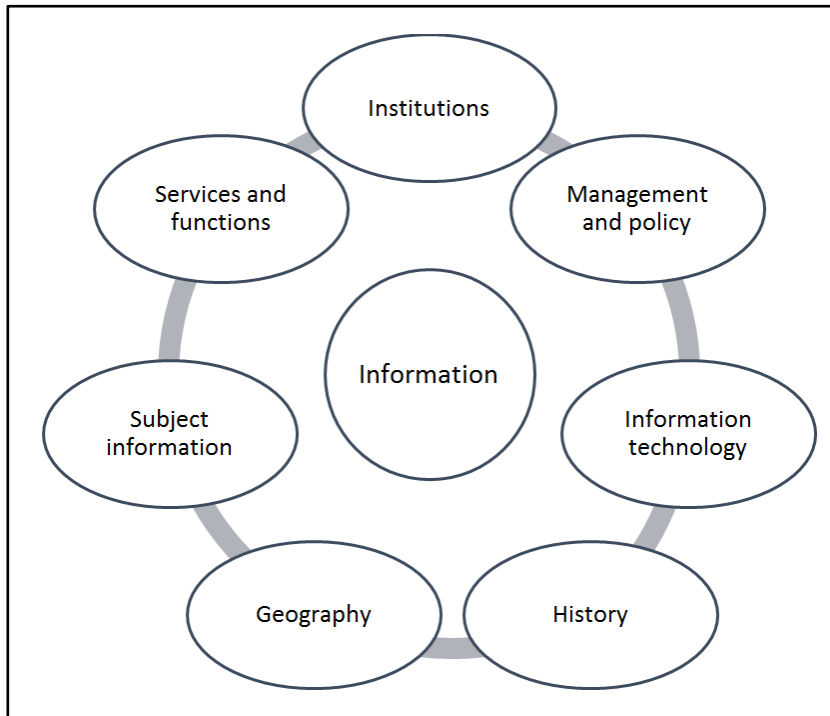 Institutions
Services and
functions
Management
and policy
Information
Subject
information
Information
technology
Geography
History